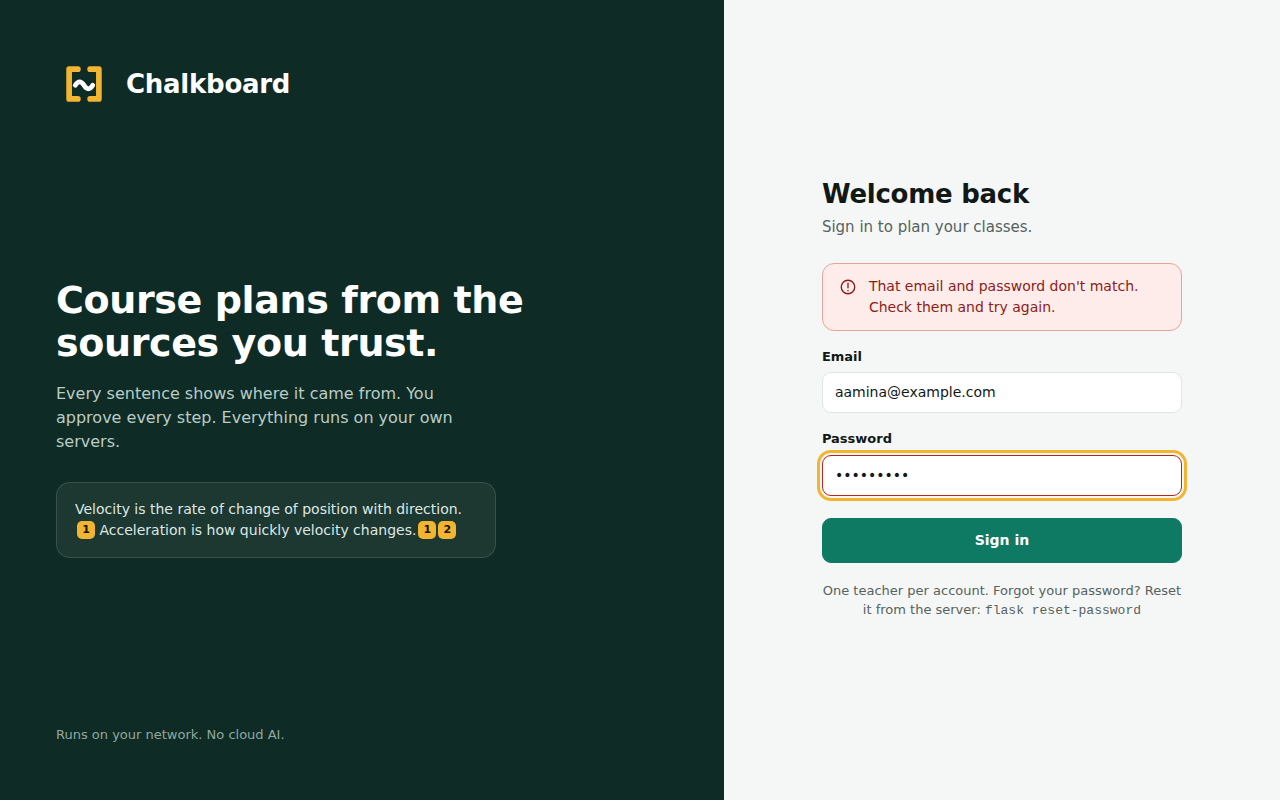 Chalkboard
Course plans from the
sources you trust.
Every sentence shows where it came from. You
approve every step. Everything runs on your own
servers.
Velocity is the rate of change of position with direction.
1 Acceleration is how quickly velocity changes. 1 2
Runs on your network. No cloud AI.
Welcome back
Sign in to plan your classes.
That email and password don't match.
Check them and try again.
Email
aamina@example.com
Password
•••••••••
Sign in
One teacher per account. Forgot your password? Reset
it from the server: flask reset-password